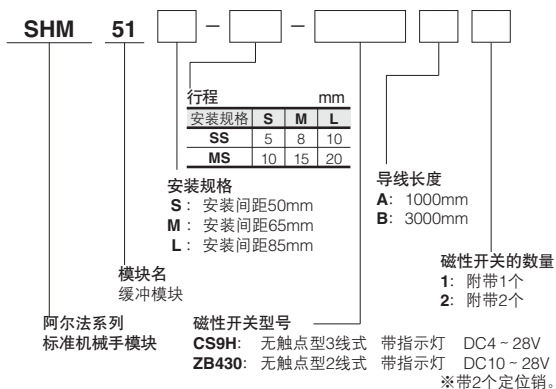 SHM 51 － －
行程 mm
安装规格 S M L
SS 5 8 10
MS 10 15 20
安装规格
S： 安装间距50mm
M： 安装间距65mm
L： 安装间距85mm
导线长度
A： 1000mm
B： 3000mm
磁性开关的数量
1： 附带1个
2： 附带2个
模块名
缓冲模块
阿尔法系列
标准机械手模块
磁性开关型号
CS9H： 无触点型3线式 带指示灯 DC4～28V
ZB430： 无触点型2线式 带指示灯 DC10～28V
※带2个定位销。